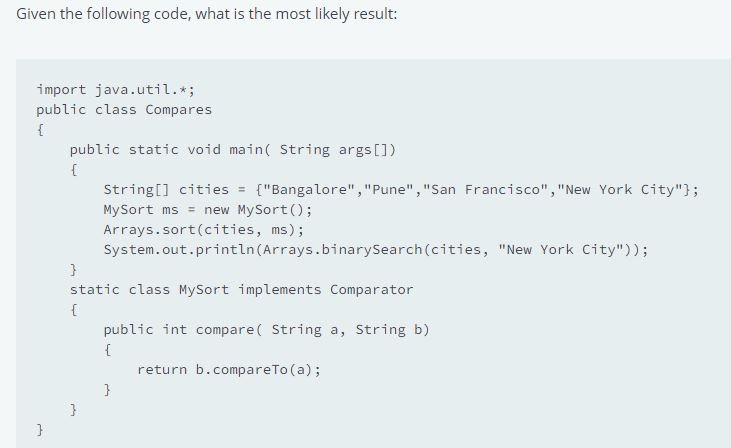 Given the following code, what is the most likely result:
import java.util.*;
public class Compares
{
public static void main( String args[])
{
String[] cities = {"Bangalore","Pune","San Francisco","New York City"};
MySort ms = new MySort();
Arrays.sort(cities, ms);
System.out.println(Arrays.binarySearch(cities, "New York City"));
}
static class MySort implements Comparator
{
public int compare( String a, String b)
{
return b.compareTo(a);
}
}
}